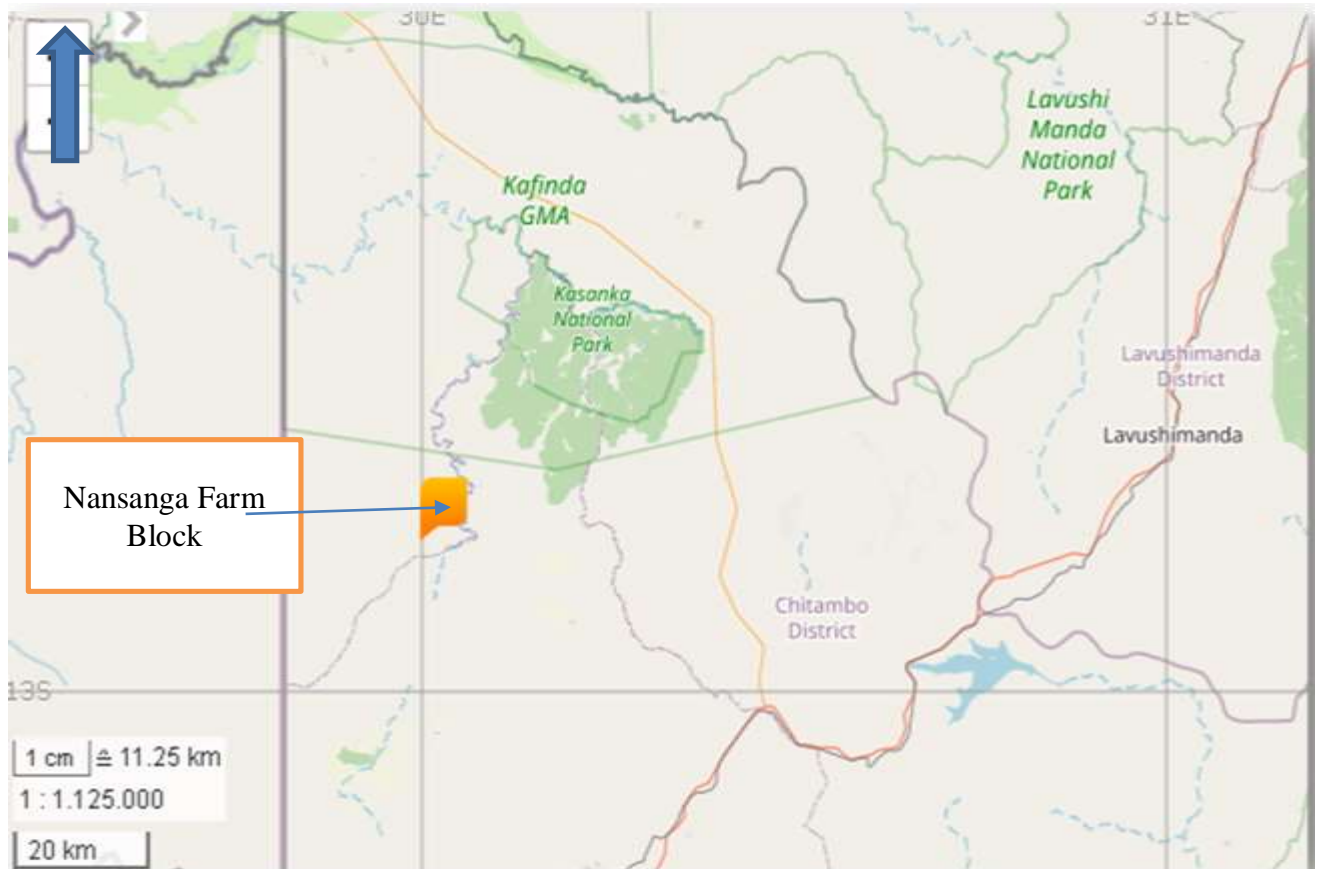 30E
31E
Lavushi
Manda
National
Park
Kafinda
GMA
Kasanka
National
Park
Lavushimanda
District
Lavushimanda
Nansanga Farm
Block
Chitambo
District
13S
1 cm ≙ 11.25 km
1 : 1.125.000
20 km